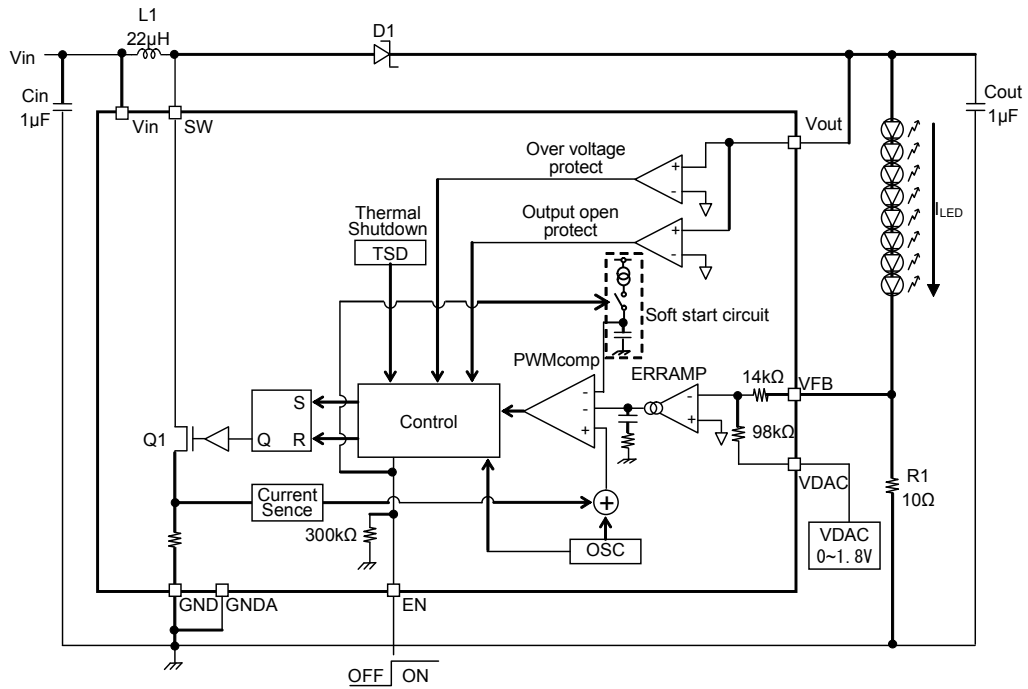 L1
22μH
D1
Vin
Cin
1μF
Cout
1μF
Vin
SW
Vout
Over voltage
protect
Thermal
Shutdown
TSD
Output open
protect
ILED
Soft start circuit
PWMcomp
ERRAMP
14kΩ
VFB
S
Control
Q1
Q
R
98kΩ
VDAC
R1
10Ω
Current
Sence
300kΩ
OSC
VDAC
0~1.8V
GND
GNDA
EN
OFF
ON